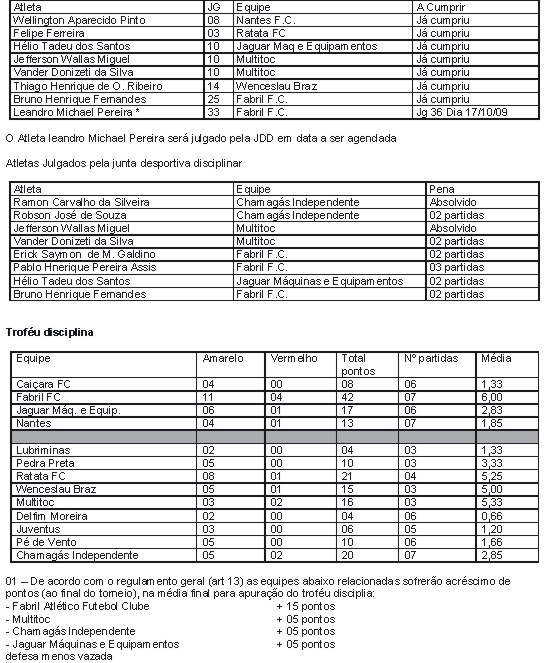 Atleta JG Equipe A Cumprir
Wellington Aparecido Pinto 08 Nantes F.C. Já cumpriu
Felipe Ferreira 03 Ratata FC Já cumpriu
Hélio Tadeu dos Santos 10 Jaguar Maq e Equipamentos Já cumpriu
Jefferson Wallas Miguel 10 Multitoc Já cumpriu
Vander Donizeti da Silva 10 Multitoc Já cumpriu
Thiago Henrique de O. Ribeiro 14 Wenceslau Braz Já cumpriu
Bruno Henrique Fernandes 25 Fabril F.C. Já cumpriu
Leandro Michael Pereira * 33 Fabril F.C. Jg 36 Dia 17/10/09
O Atleta leandro Michael Pereira será julgado pela JDD em data a ser agendada
Atletas Julgados pela junta desportiva disciplinar
Atleta Equipe Pena
Ramon Carvalho da Silveira Chamagás Independente Absolvido
Robson José de Souza Chamagás Independente 02 partidas
Jefferson Wallas Miguel Multitoc Absolvido
Vander Donizeti da Silva Multitoc 02 partidas
Erick Saymon de M. Galdino Fabril F.C. 02 partidas
Pablo Hnerique Pereira Assis Fabril F.C. 03 partidas
Hélio Tadeu dos Santos Jaguar Máquinas e Equipamentos 02 partidas
Bruno Henrique Fernandes Fabril F.C. 02 partidas
Troféu disciplina
Equipe Amarelo Vermelho Total pontos Nº partidas Média
Caiçara FC 04 00 08 06 1,33
Fabril FC 11 04 42 07 6,00
Jaguar Máq. e Equip. 06 01 17 06 2,83
Nantes 04 01 13 07 1,85
Lubriminas 02 00 04 03 1,33
Pedra Preta 05 00 10 03 3,33
Ratata FC 08 01 21 04 5,25
Wenceslau Braz 05 01 15 03 5,00
Multitoc 03 02 16 03 5,33
Delfim Moreira 02 00 04 06 0,66
Juventus 03 00 06 05 1,20
Pé de Vento 05 00 10 06 1,66
Chamagás Independente 05 02 20 07 2,85
01 – De acordo com o regulamento geral (art 13) as equipes abaixo relacionadas sofrerão acréscimo de
pontos (ao final do torneio), na média final para apuração do troféu disciplia:
- Fabril Atlético Futebol Clube + 15 pontos
- Multitoc + 05 pontos
- Chamagás Independente + 05 pontos
- Jaguar Máquinas e Equipamentos + 05 pontos
defesa menos vazada